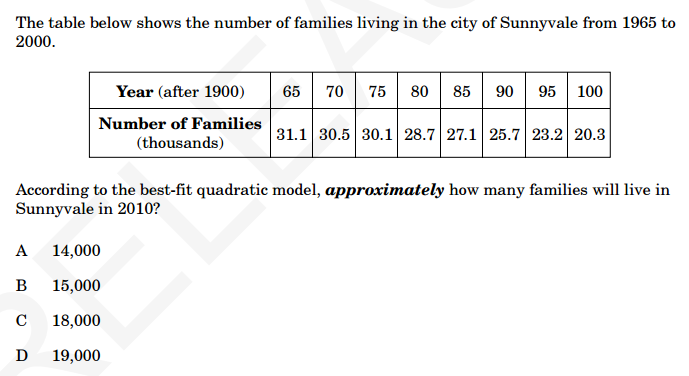 The table below shows the number of families living in the city of Sunnyvale from 1965 to
2000.
Year (after 1900) 65 70 75 80 85 90 95 100
Number of Families
(thousands) 31.1 30.5 30.1 28.7 27.1 25.7 23.2 20.3
According to the best-fit quadratic model, approximately how many families will live in
Sunnyvale in 2010?
A 14,000
B 15,000
C 18,000
D 19,000